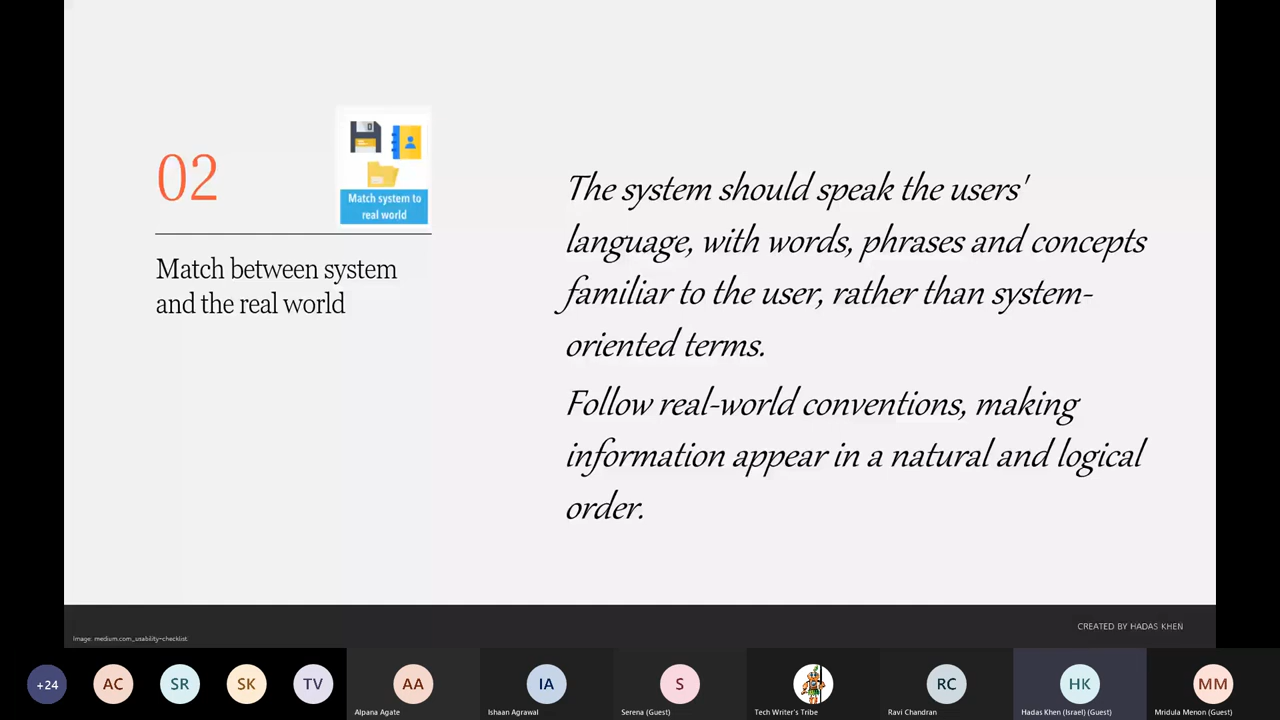 02
Match system to
real world
Match between system
and the real world
The system should speak the users'
language, with words, phrases and concepts
familiar to the user, rather than system-
oriented terms.
Follow real-world conventions, making
information appear in a natural and logical
order.
Image: medium.com_usability-checklist
CREATED BY HADAS KHEN
+24
AC
SR
SK
TV
AA
IA
S
RC
HK
MM
Alpana Agate
Ishaan Agrawal
Serena (Guest)
Tech Writer's Tribe
Ravi Chandran
Hadas Khen (Israel) (Guest)
Mridula Menon (Guest)